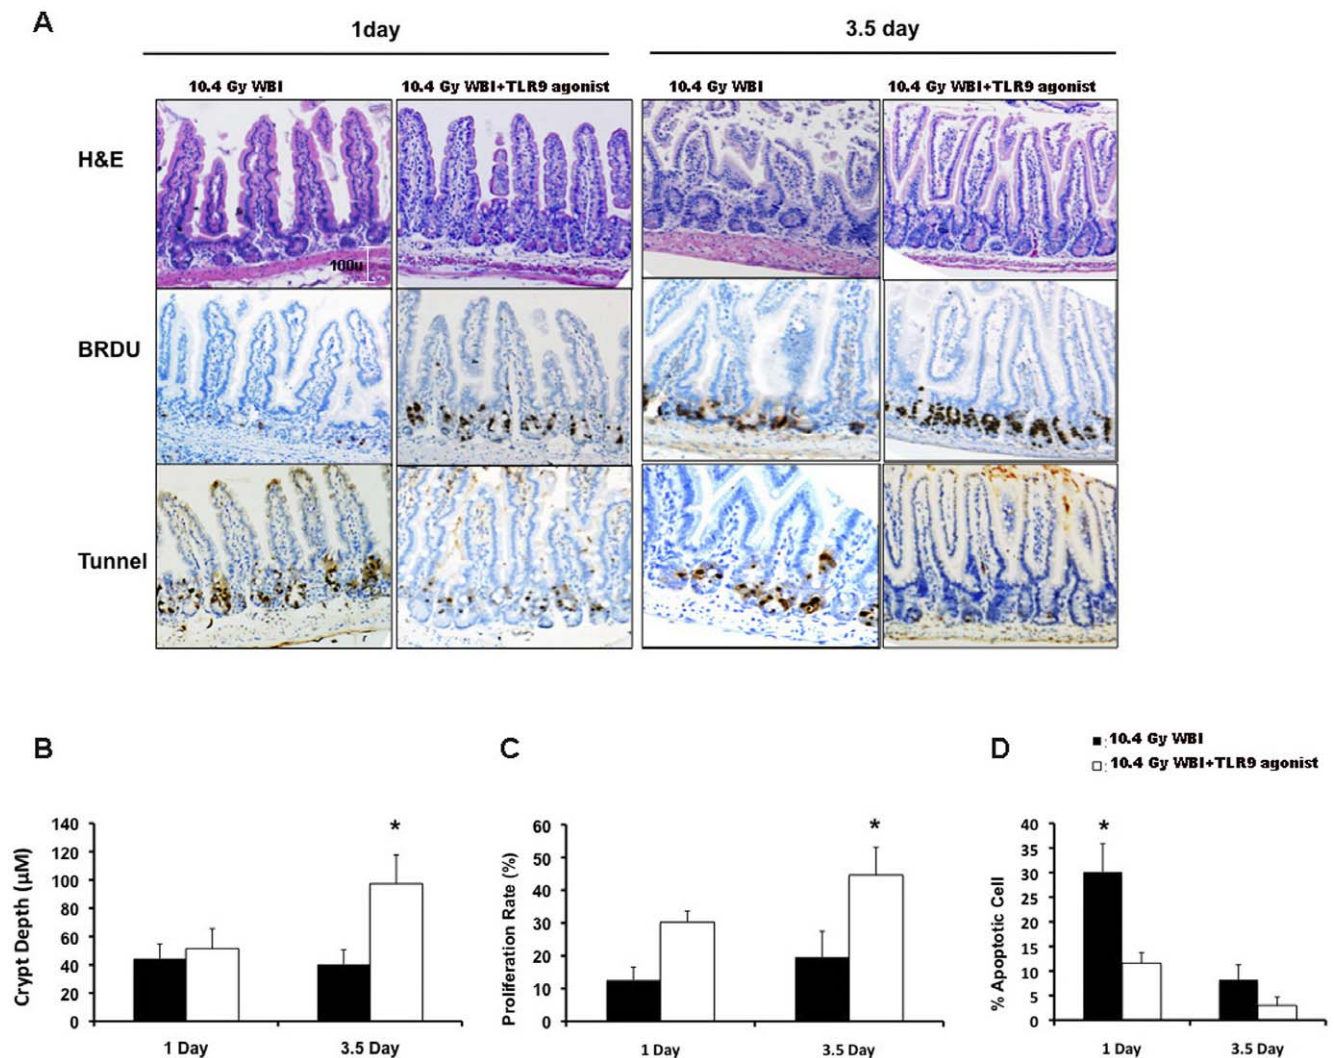 A
1day
3.5 day
10.4 Gy WBI
10.4 Gy WBI+TLR9 agonist
10.4 Gy WBI
10.4 Gy WBI+TLR9 agonist
H&E
100u
BRDU
Tunnel
B
Crypt Depth (µM)
140
120
100
80
60
40
20
0
*
1 Day
3.5 Day
C
Proliferation Rate (%)
60
50
40
30
20
10
0
*
1 Day
3.5 Day
D
: 10.4 Gy WBI
: 10.4 Gy WBI+TLR9 agonist
% Apoptotic Cell
40
35
30
25
20
15
10
5
0
*
1 Day
3.5 Day